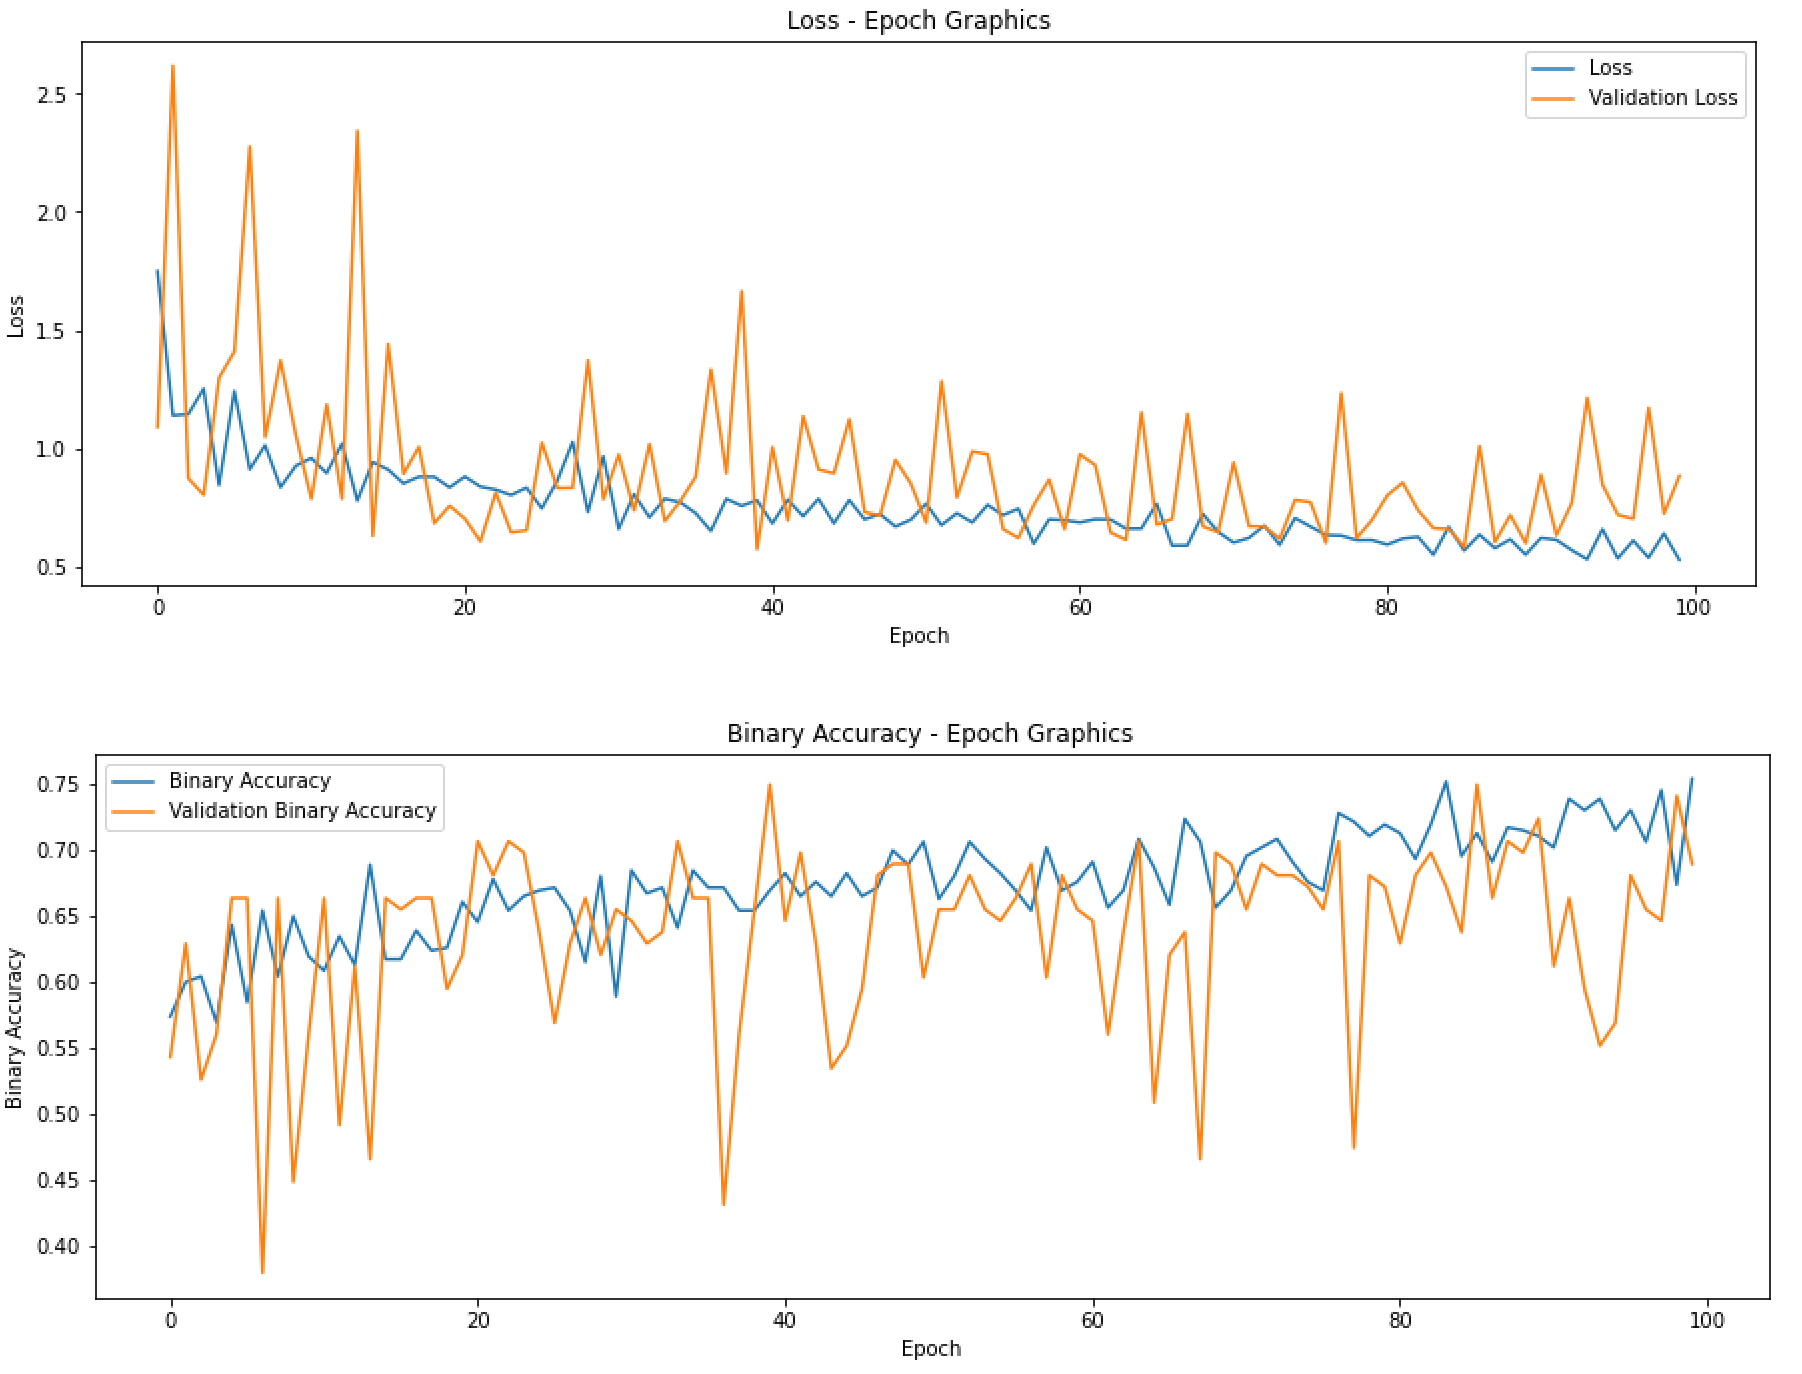 Loss - Epoch Graphics
Loss
Validation Loss
2.5
2.0
1.5
1.0
0.5
Loss
0 20 40 60 80 100
Epoch
Binary Accuracy - Epoch Graphics
Binary Accuracy
Validation Binary Accuracy
0.75
0.70
0.65
0.60
0.55
0.50
0.45
0.40
Binary Accuracy
0 20 40 60 80 100
Epoch